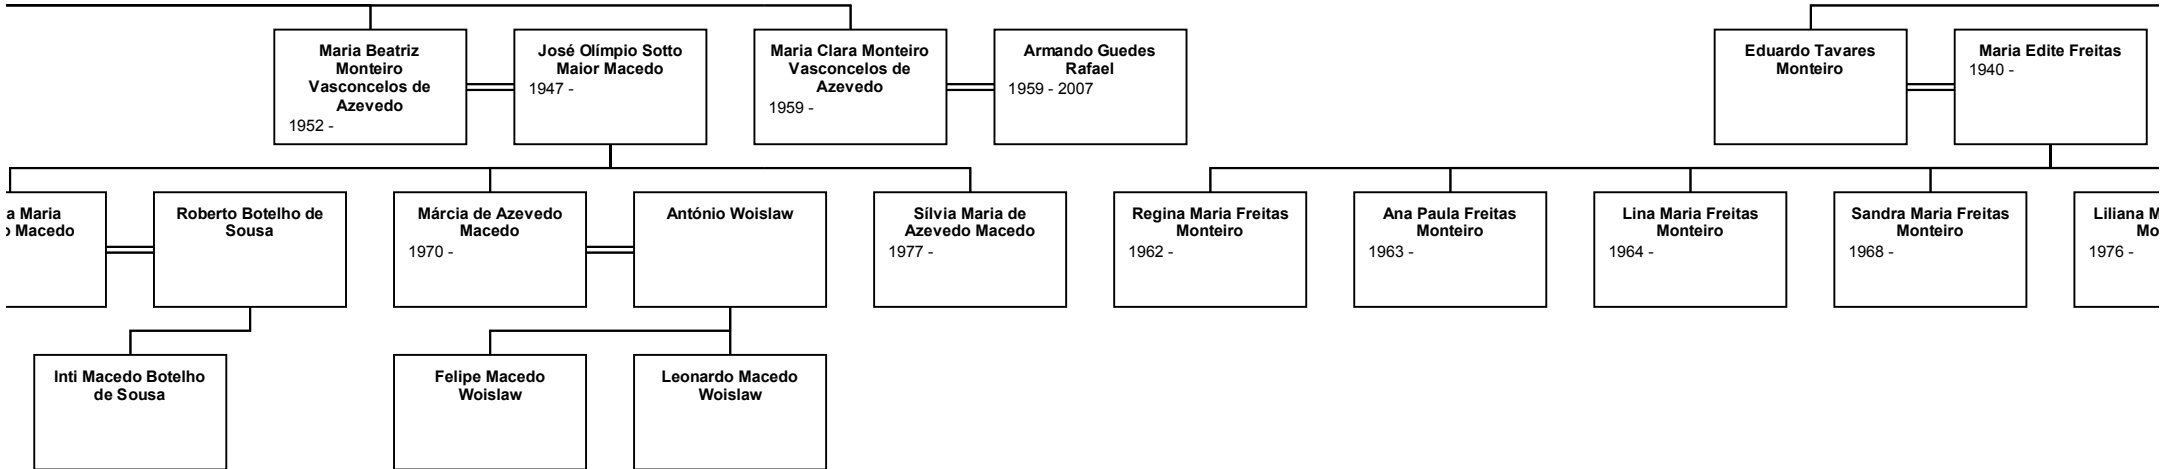 Maria Beatriz
Monteiro
Vasconcelos de
Azevedo
1952 -
José Olímpio Sotto
Maior Macedo
1947 -
Maria Clara Monteiro
Vasconcelos de
Azevedo
1959 -
Armando Guedes
Rafael
1959 - 2007
Eduardo Tavares
Monteiro
Maria Edite Freitas
1940 -
a Maria
Macedo
Roberto Botelho de
Sousa
Márcia de Azevedo
Macedo
1970 -
António Woislaw
Sílvia Maria de
Azevedo Macedo
1977 -
Regina Maria Freitas
Monteiro
1962 -
Ana Paula Freitas
Monteiro
1963 -
Lina Maria Freitas
Monteiro
1964 -
Sandra Maria Freitas
Monteiro
1968 -
Liliana M
Mo
1976 -
Inti Macedo Botelho
de Sousa
Felipe Macedo
Woislaw
Leonardo Macedo
Woislaw